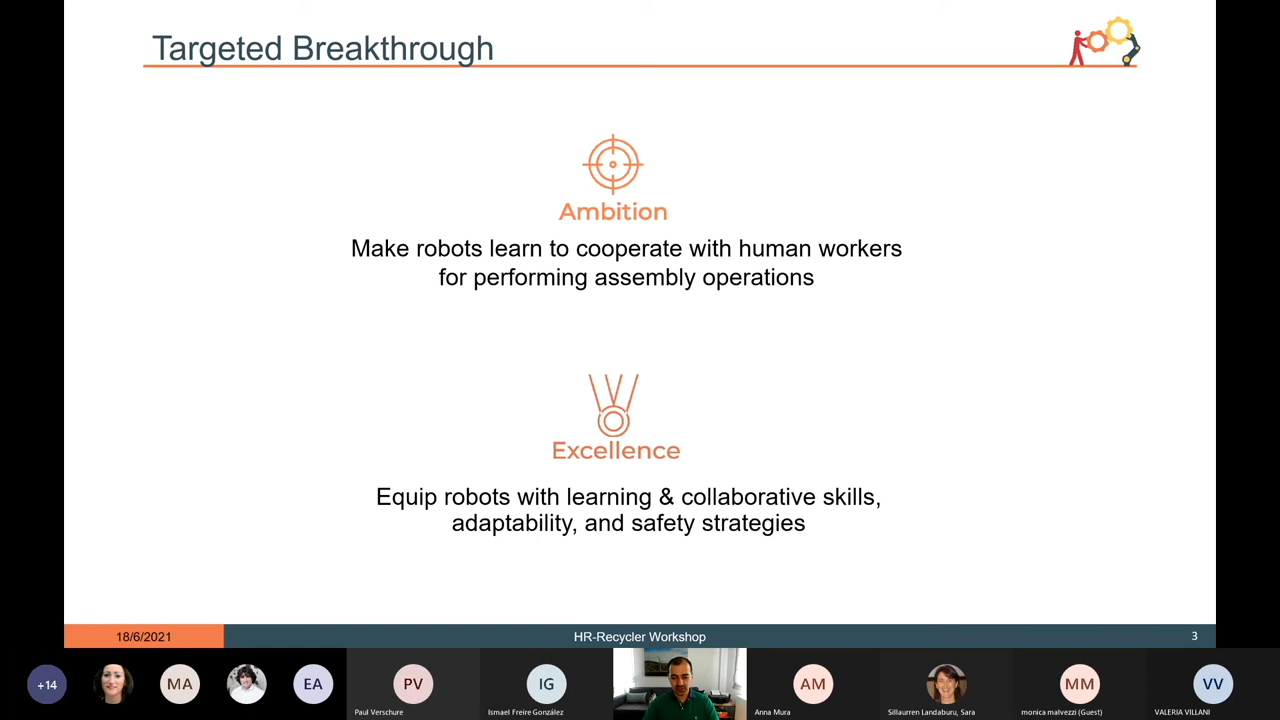 Targeted Breakthrough
Ambition
Make robots learn to cooperate with human workers
for performing assembly operations
Excellence
Equip robots with learning & collaborative skills,
adaptability, and safety strategies
18/6/2021
HR-Recycler Workshop
3
+14
MA
EA
PV
IG
AM
MM
VV
Paul Verschure
Ismael Freire González
Anna Mura
Sillaurren Landaburu, Sara
monica malvezzi (Guest)
VALERIA VILLANI